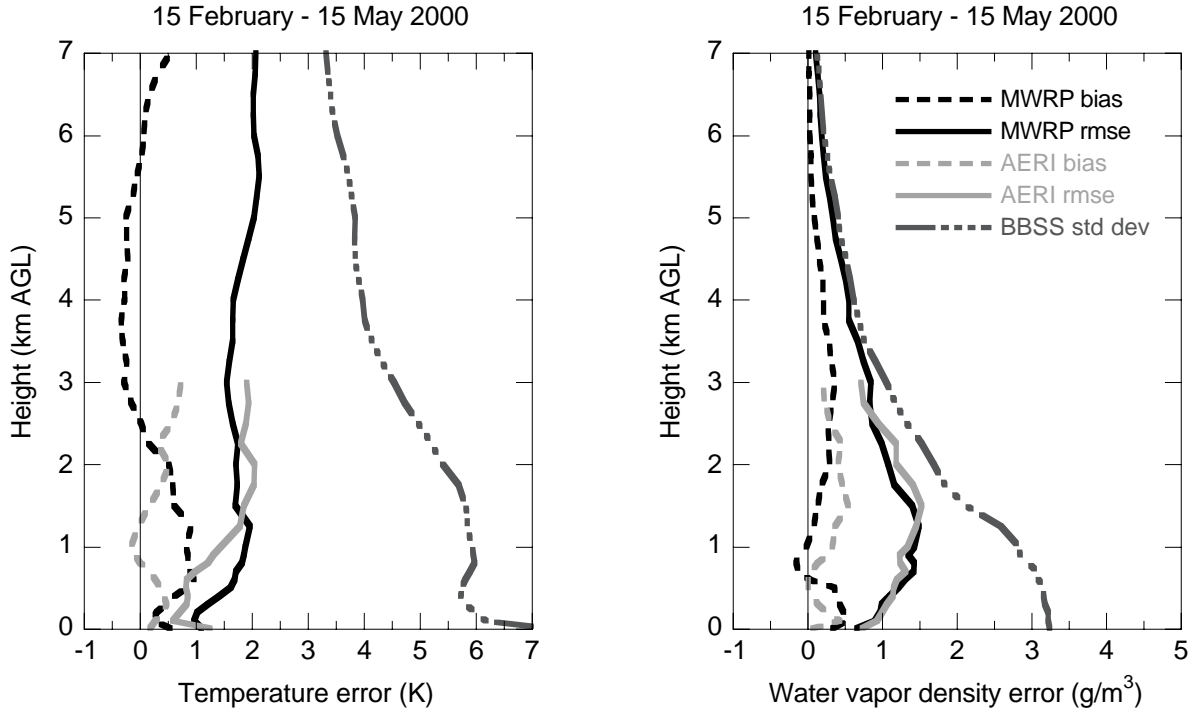 15 February - 15 May 2000
7
6
5
4
3
2
1
0
Height (km AGL)
-1 0 1 2 3 4 5 6 7
Temperature error (K)
15 February - 15 May 2000
7
6
5
4
3
2
1
0
Height (km AGL)
MWRP bias
MWRP rmse
AERI bias
AERI rmse
BBSS std dev
-1 0 1 2 3 4 5
Water vapor density error (g/m³)